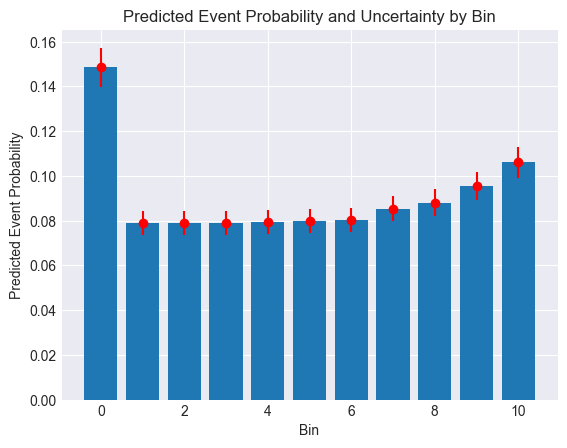 Predicted Event Probability and Uncertainty by Bin
0.16
0.14
0.12
0.10
0.08
0.06
0.04
0.02
0.00
Predicted Event Probability
0 2 4 6 8 10
Bin